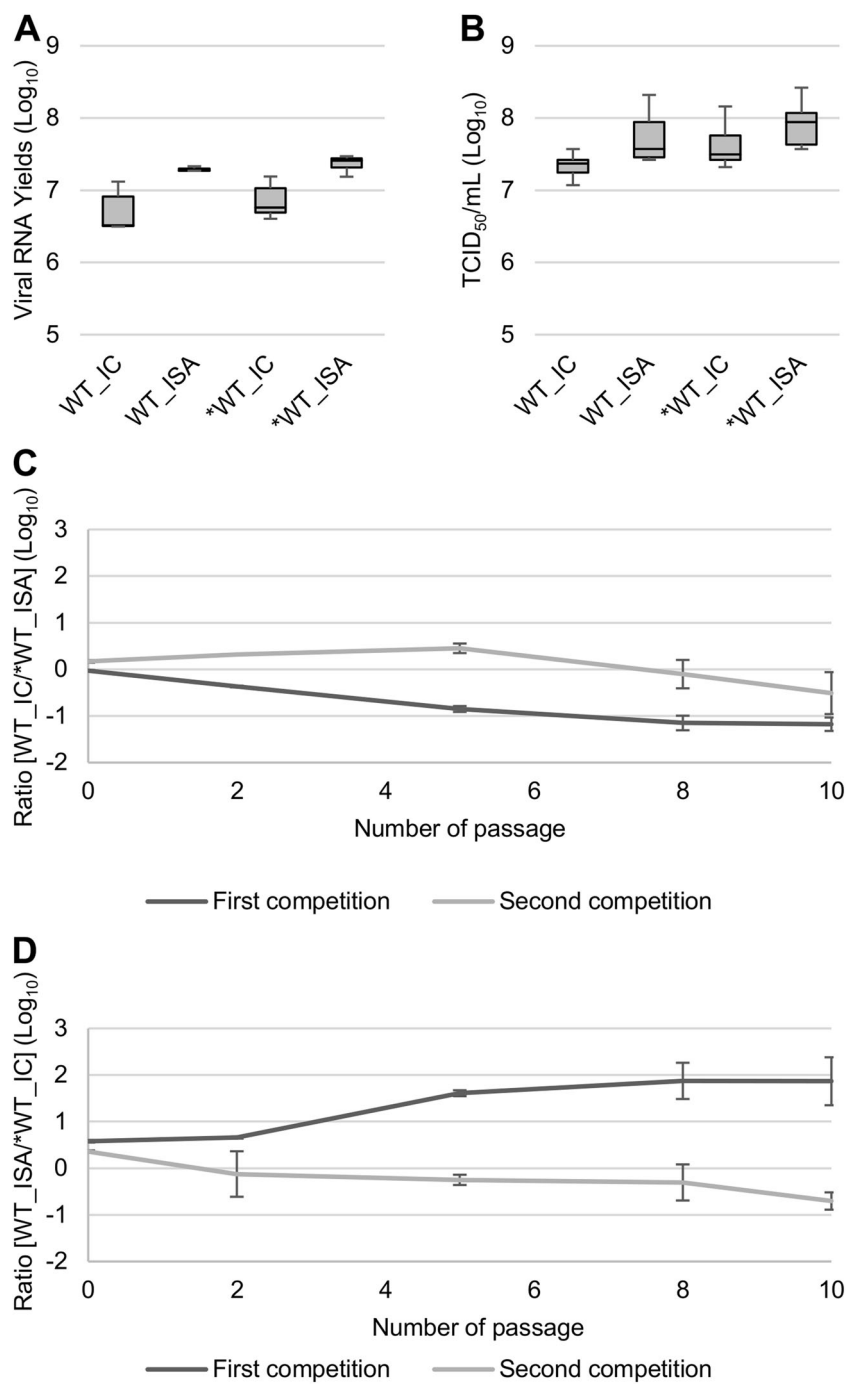 A
Viral RNA Yields (Log10)
9
8
7
6
5
WT_IC
WT_ISA
*WT_IC
*WT_ISA
B
TCID50/mL (Log10)
9
8
7
6
5
WT_IC
WT_ISA
*WT_IC
*WT_ISA
C
Ratio [WT_IC/*WT_ISA] (Log10)
3
2
1
0
-1
-2
0 2 4 6 8 10
Number of passage
First competition Second competition
D
Ratio [WT_ISA/*WT_IC] (Log10)
3
2
1
0
-1
-2
0 2 4 6 8 10
Number of passage
First competition Second competition